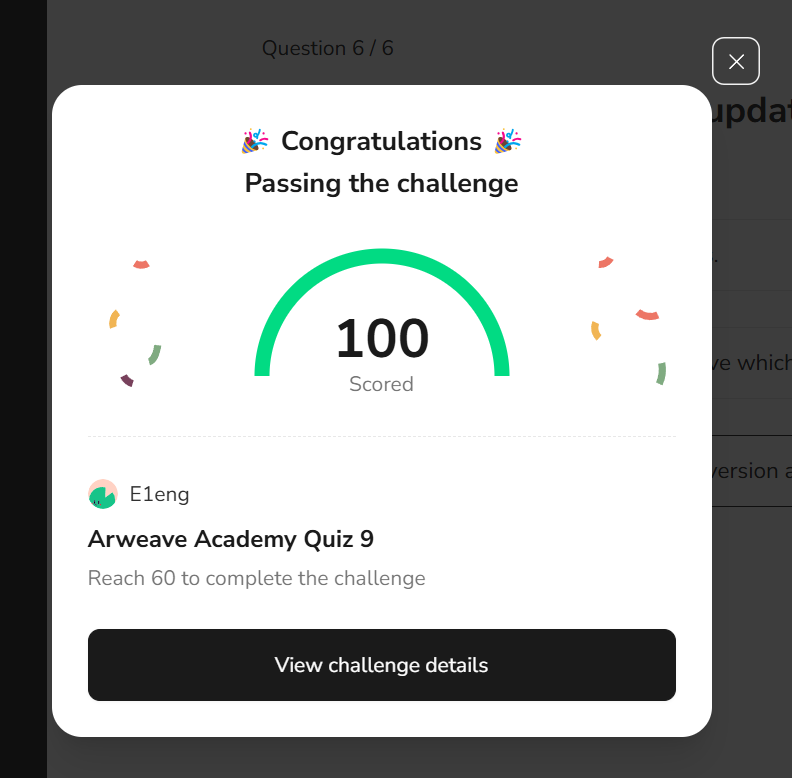 Question 6 / 6
updat
Congratulations
Passing the challenge
100
Scored
ve which
version a
E1eng
Arweave Academy Quiz 9
Reach 60 to complete the challenge
View challenge details